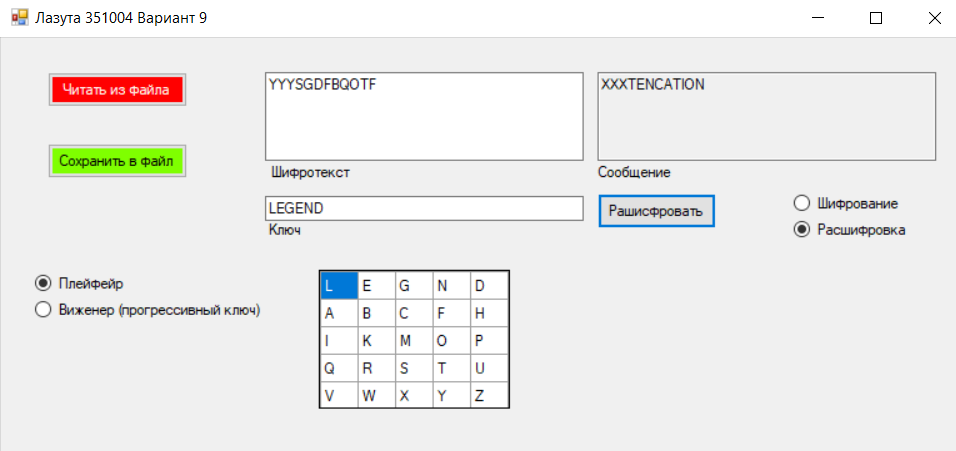 Лазута 351004 Вариант 9
Читать из файла
YYYSGDFBQOTF
XXXTENCATION
Сохранить в файл
Шифротекст
Сообщение
LEGEND
Рашисфровать
Шифрование
Ключ
Расшифровка
Плейфейр
Виженер (прогрессивный ключ)
L E G N D
A B C F H
I K M O P
Q R S T U
V W X Y Z